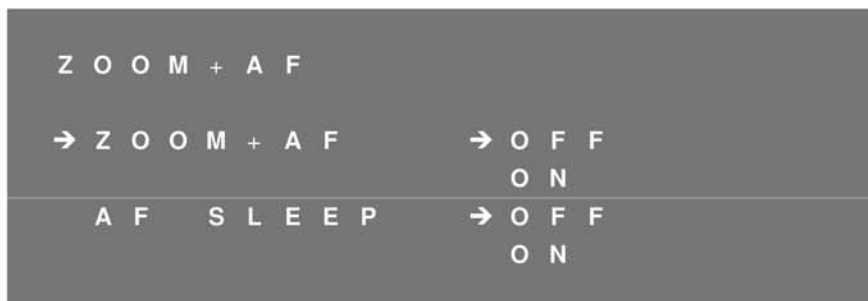 ZOOM+AF
➔ ZOOM+AF ➔ OFF
ON
AF SLEEP ➔ OFF
ON